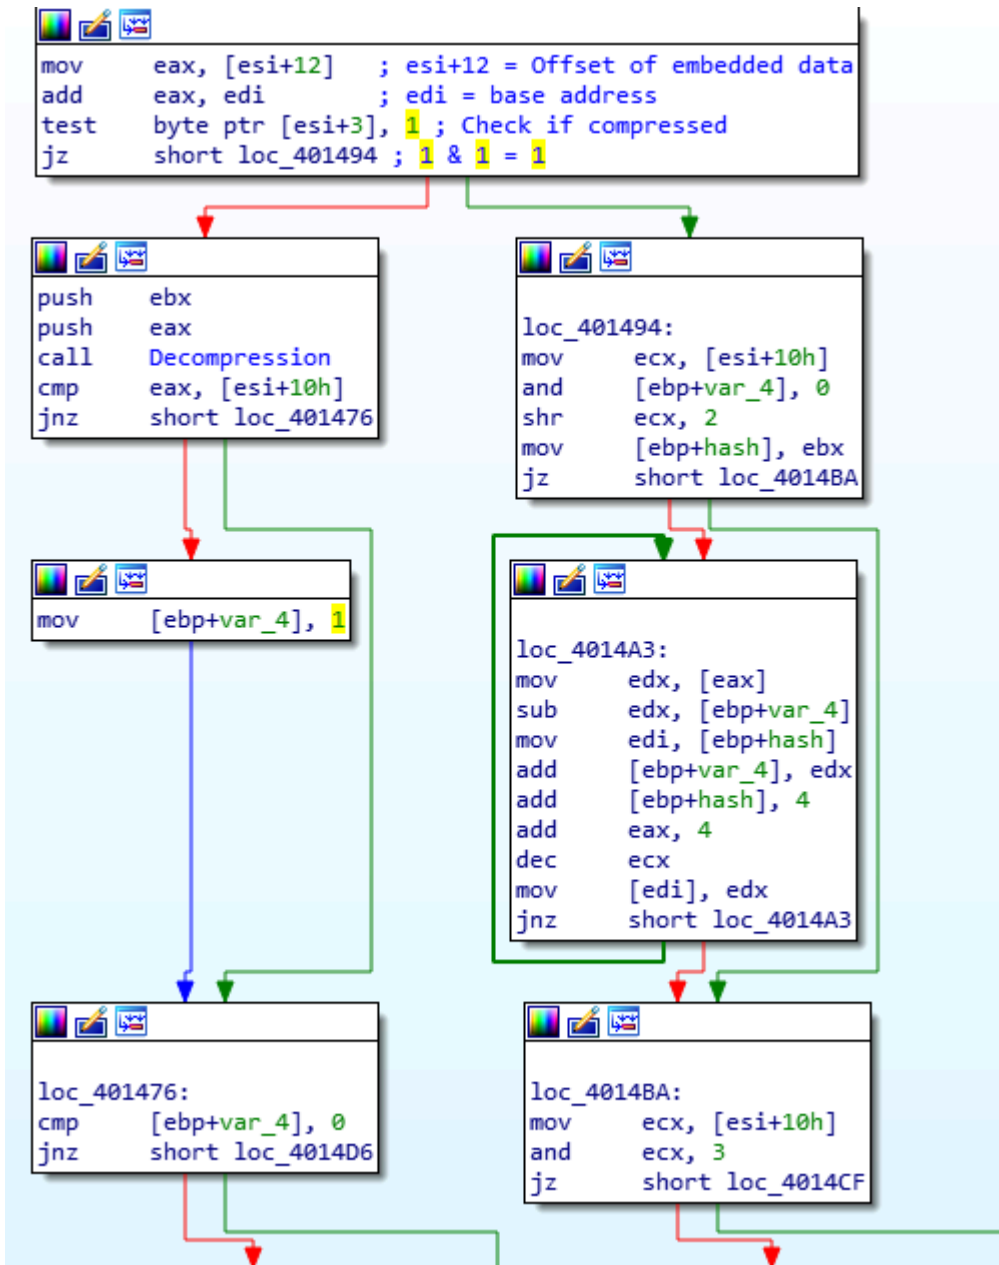 mov eax, [esi+12] ; esi+12 = Offset of embedded data
add eax, edi ; edi = base address
test byte ptr [esi+3], 1 ; Check if compressed
jz short loc_401494 ; 1 & 1 = 1
push ebx
push eax
call Decompression
cmp eax, [esi+10h]
jnz short loc_401476
loc_401494:
mov ecx, [esi+10h]
and [ebp+var_4], 0
shr ecx, 2
mov [ebp+hash], ebx
jz short loc_4014BA
mov [ebp+var_4], 1
loc_4014A3:
mov edx, [eax]
sub edx, [ebp+var_4]
mov edi, [ebp+hash]
add [ebp+var_4], edx
add [ebp+hash], 4
add eax, 4
dec ecx
mov [edi], edx
jnz short loc_4014A3
loc_401476:
cmp [ebp+var_4], 0
jnz short loc_4014D6
loc_4014BA:
mov ecx, [esi+10h]
and ecx, 3
jz short loc_4014CF